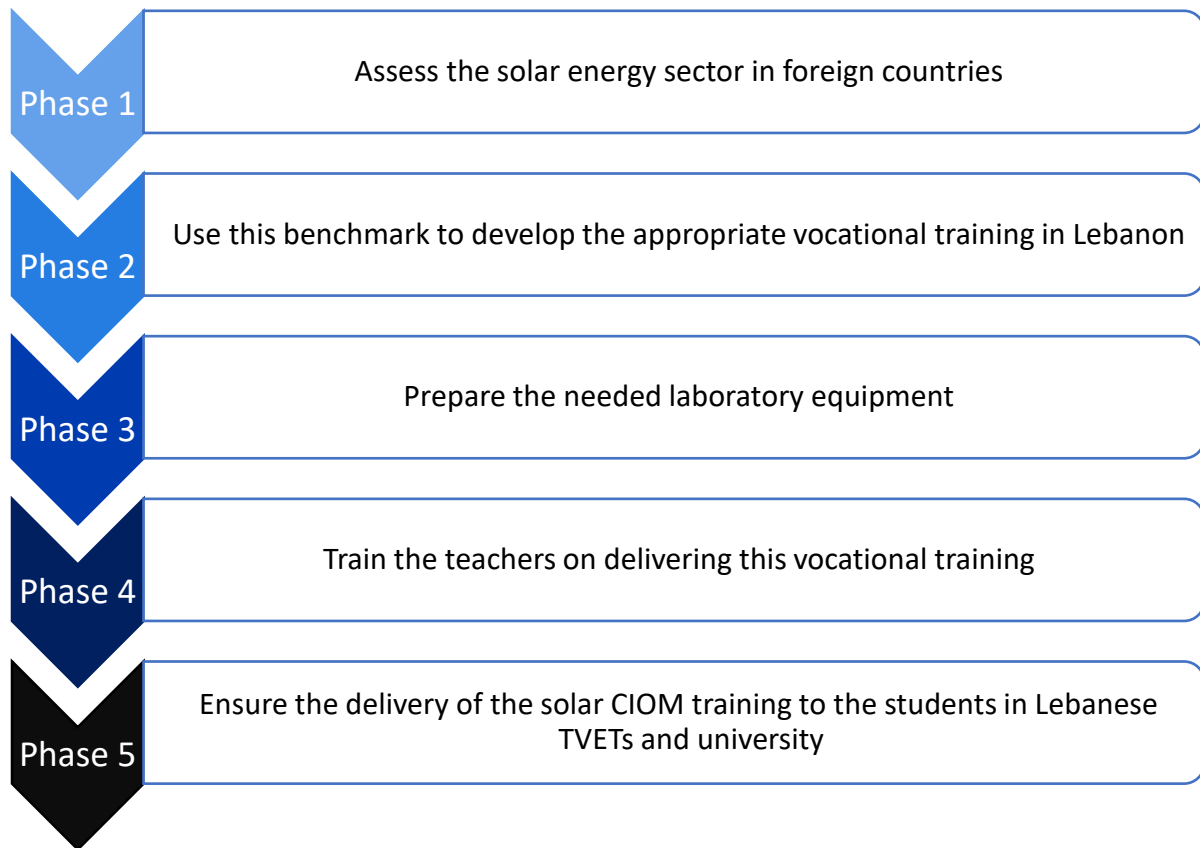 Phase 1
Assess the solar energy sector in foreign countries
Phase 2
Use this benchmark to develop the appropriate vocational training in Lebanon
Phase 3
Prepare the needed laboratory equipment
Phase 4
Train the teachers on delivering this vocational training
Phase 5
Ensure the delivery of the solar CIOM training to the students in Lebanese
TVETs and university